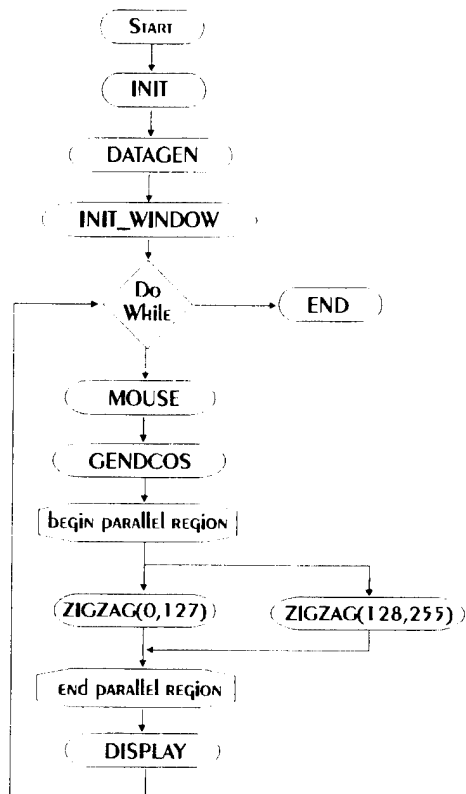 Start
INIT
DATAGEN
INIT_WINDOW
Do
While
END
MOUSE
GENDCOS
begin parallel region
ZIGZAG(0,127)
ZIGZAG(128,255)
end parallel region
DISPLAY